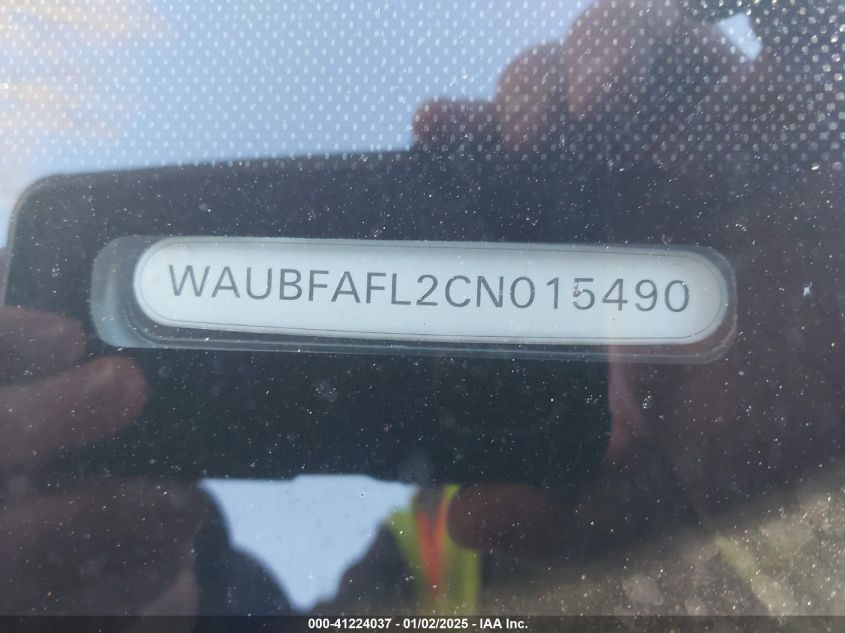 WAUBFAFL2CN015490
000-41224037 - 01/02/2025 - IAA Inc.